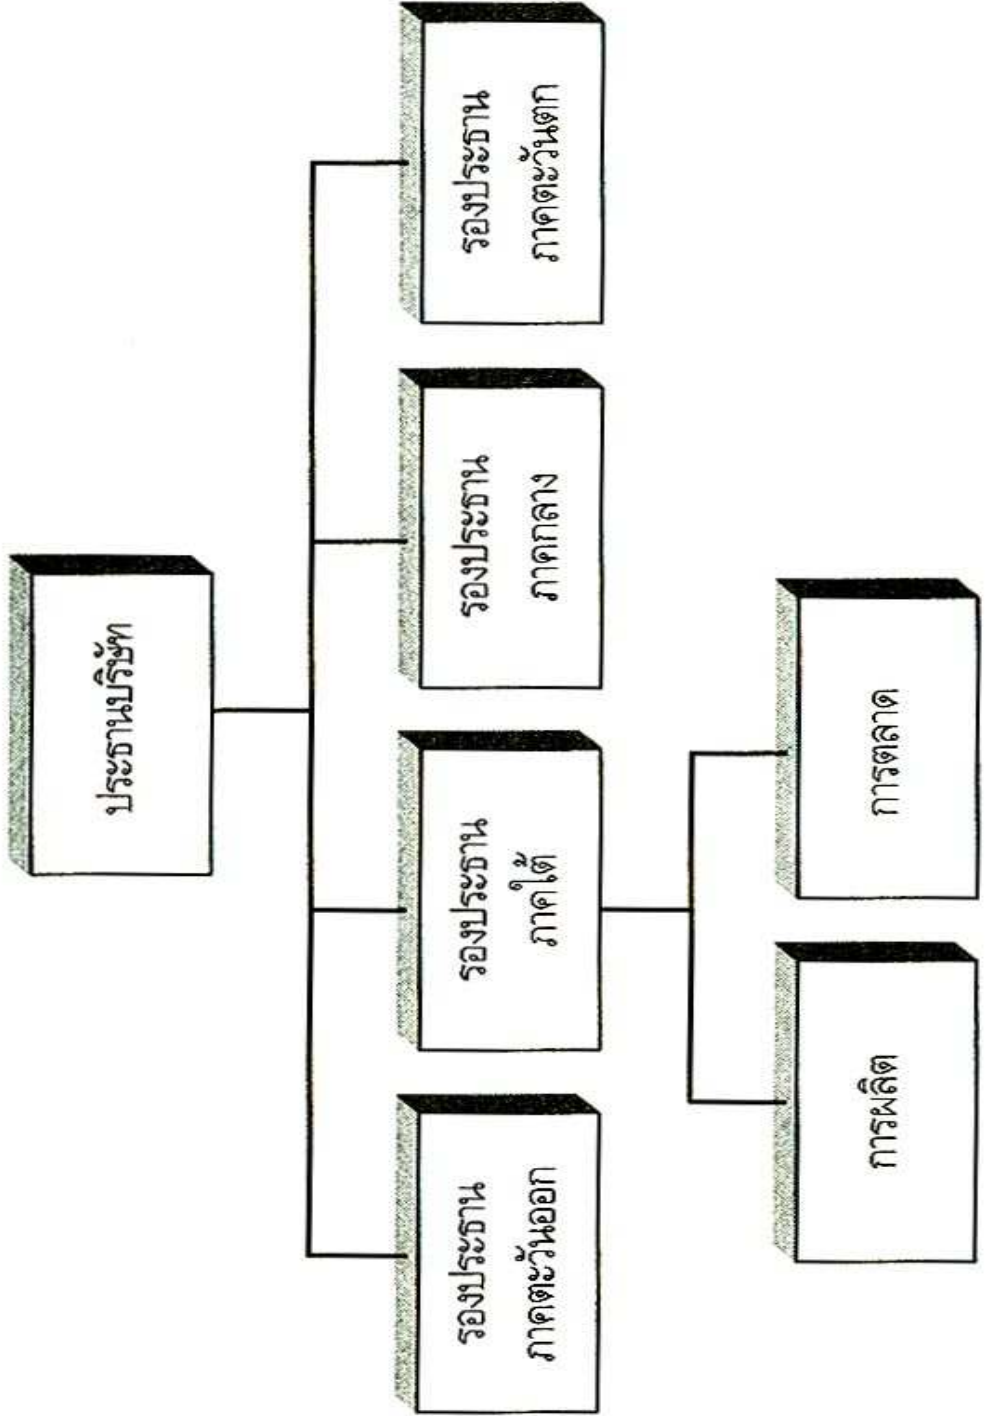 ประธานบริษัท
รองประธาน
ภาคตะวันออก
รองประธาน
ภาคใต้
รองประธาน
ภาคกลาง
รองประธาน
ภาคตะวันตก
การผลิต
การตลาด